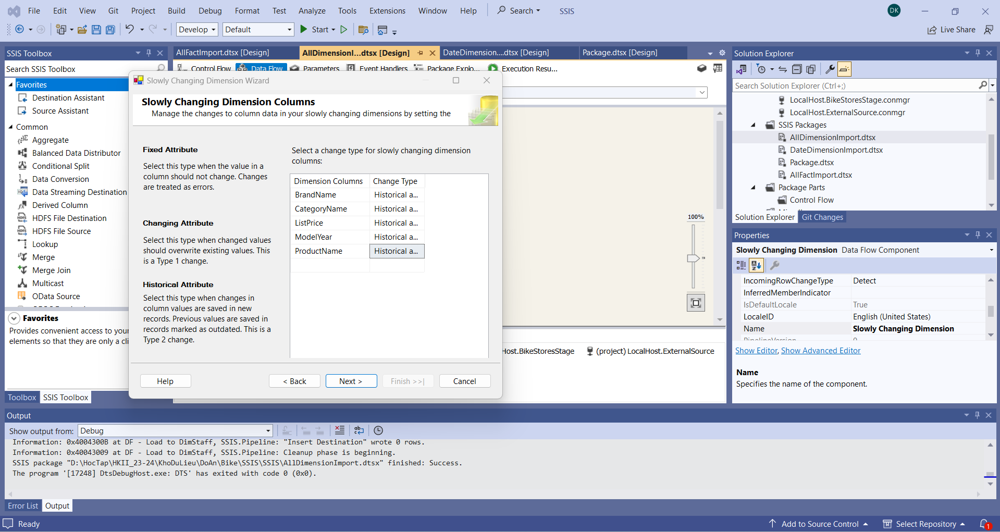 File Edit View Git Project Build Debug Format Test Analyze Tools Extensions Window Help Search SSIS DK
Develop Default Start Live Share
SSIS Toolbox
Search SSIS Toolbox
Favorites
Destination Assistant
Source Assistant
Common
Aggregate
Balanced Data Distributor
Conditional Split
Data Conversion
Data Streaming Destination
Derived Column
HDFS File Destination
HDFS File Source
Lookup
Merge
Merge Join
Multicast
OData Source
Favorites
Provides convenient access to your
elements so that they are only a cli
Toolbox SSIS Toolbox
AllFactImport.dtsx [Design] AllDimensionI...dtsx [Design] DateDimension....dtsx [Design] Package.dtsx [Design]
Control Flow Data Flow Parameters Event Handlers Package Explo... Execution Resu...
Slowly Changing Dimension Wizard
Slowly Changing Dimension Columns
Manage the changes to column data in your slowly changing dimensions by setting the
Fixed Attribute
Select this type when the value in a
column should not change. Changes
are treated as errors.
Changing Attribute
Select this type when changed values
should overwrite existing values. This
is a Type 1 change.
Historical Attribute
Select this type when changes in
column values are saved in new
records. Previous values are saved in
records marked as outdated. This is a
Type 2 change.
Select a change type for slowly changing dimension
columns:
Dimension Columns Change Type
BrandName Historical a...
CategoryName Historical a...
ListPrice Historical a...
ModelYear Historical a...
ProductName Historical a...
Help < Back Next > Finish >>| Cancel
100%
Host.BikeStoresStage (project) LocalHost.ExternalSource
Solution Explorer
Search Solution Explorer (Ctrl+;)
LocalHost.BikeStoresStage.conmgr
LocalHost.ExternalSource.conmgr
SSIS Packages
AllDimensionImport.dtsx
DateDimensionImport.dtsx
Package.dtsx
AllFactImport.dtsx
Package Parts
Control Flow
Solution Explorer Git Changes
Properties
Slowly Changing Dimension Data Flow Component
IncomingRowChangeType Detect
InferredMemberIndicator
IsDefaultLocale True
LocaleID English (United States)
Name Slowly Changing Dimension
PipelineVersion 0
Show Editor, Show Advanced Editor
Name
Specifies the name of the component.
Output
Show output from: Debug
Information: 0x4004300B at DF - Load to DimStaff, SSIS.Pipeline: "Insert Destination" wrote 0 rows.
Information: 0x40043009 at DF - Load to DimStaff, SSIS.Pipeline: Cleanup phase is beginning.
SSIS package "D:\HocTap\HKII_23-24\KhoDuLieu\DoAn\Bike\SSIS\SSIS\AllDimensionImport.dtsx" finished: Success.
The program '[17248] DtsDebugHost.exe: DTS' has exited with code 0 (0x0).
Error List Output
Ready Add to Source Control Select Repository 1